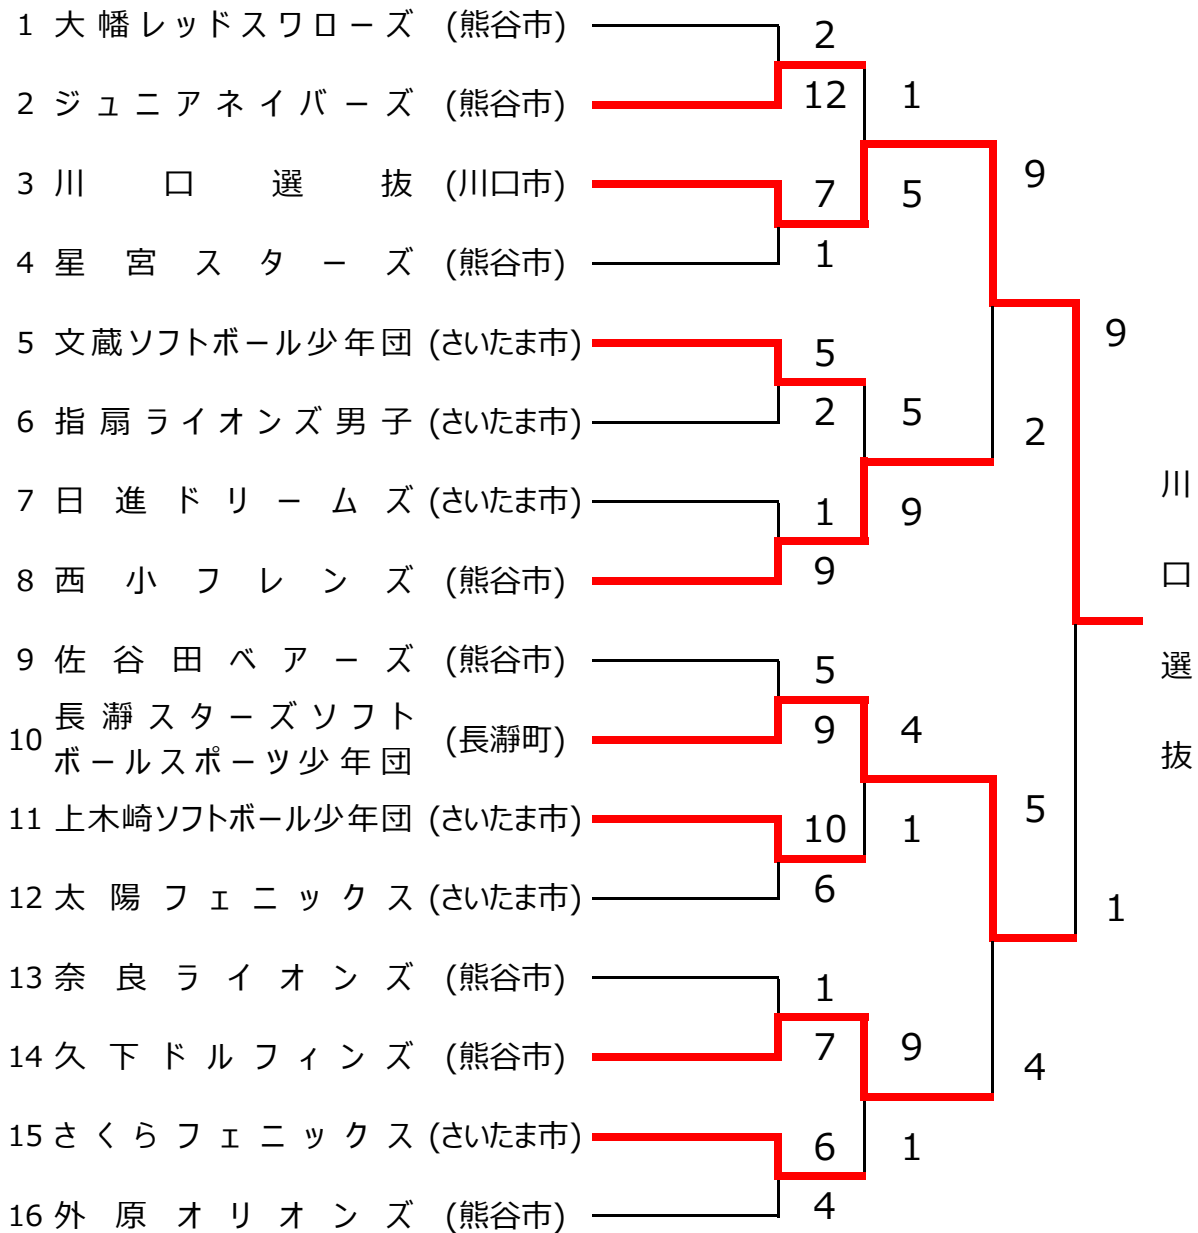 1 大幡レッドスワローズ (熊谷市)
2 ジュニアネイバーズ (熊谷市)
3 川口選抜 (川口市)
4 星宮スターズ (熊谷市)
5 文蔵ソフトボール少年団 (さいたま市)
6 指扇ライオンズ男子 (さいたま市)
7 日進ドリームズ (さいたま市)
8 西小フレンズ (熊谷市)
9 佐谷田ベアーズ (熊谷市)
10 長瀞スターズソフト
ボールスポーツ少年団 (長瀞町)
11 上木崎ソフトボール少年団 (さいたま市)
12 太陽フェニックス (さいたま市)
13 奈良ライオンズ (熊谷市)
14 久下ドルフィンズ (熊谷市)
15 さくらフェニックス (さいたま市)
16 外原オリオンズ (熊谷市)
2
12
7
1
5
2
1
9
5
9
10
6
1
7
6
4
1
5
5
9
4
1
9
1
9
2
5
4
9
1
川口選抜